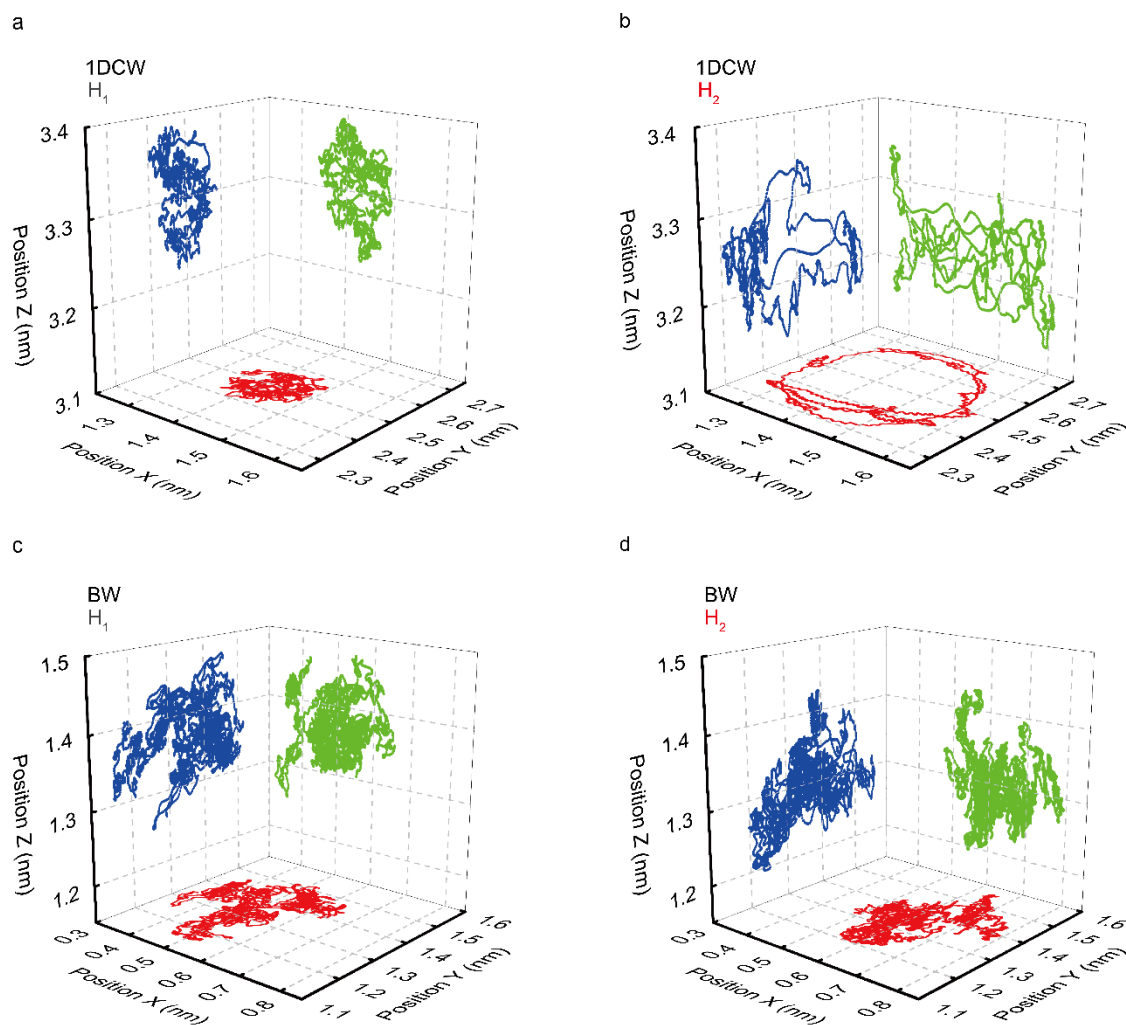 a
1DCW
H1
3.4
3.3
3.2
3.1
Position Z (nm)
1.3
1.4
1.5
1.6
Position X (nm)
2.3
2.4
2.5
2.6
2.7
Position Y (nm)
b
1DCW
H2
3.4
3.3
3.2
3.1
Position Z (nm)
1.3
1.4
1.5
1.6
Position X (nm)
2.3
2.4
2.5
2.6
2.7
Position Y (nm)
c
BW
H1
1.5
1.4
1.3
1.2
Position Z (nm)
0.3
0.4
0.5
0.6
0.7
0.8
Position X (nm)
1.1
1.2
1.3
1.4
1.5
1.6
Position Y (nm)
d
BW
H2
1.5
1.4
1.3
1.2
Position Z (nm)
0.3
0.4
0.5
0.6
0.7
0.8
Position X (nm)
1.1
1.2
1.3
1.4
1.5
1.6
Position Y (nm)